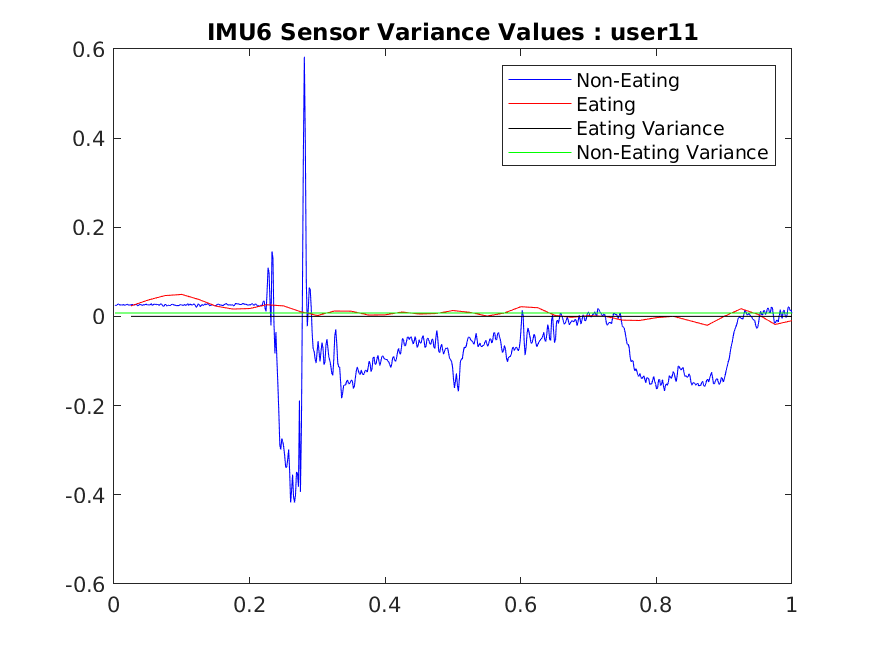 IMU6 Sensor Variance Values : user11
Non-Eating
Eating
Eating Variance
Non-Eating Variance
0.6
0.4
0.2
0
-0.2
-0.4
-0.6
0 0.2 0.4 0.6 0.8 1